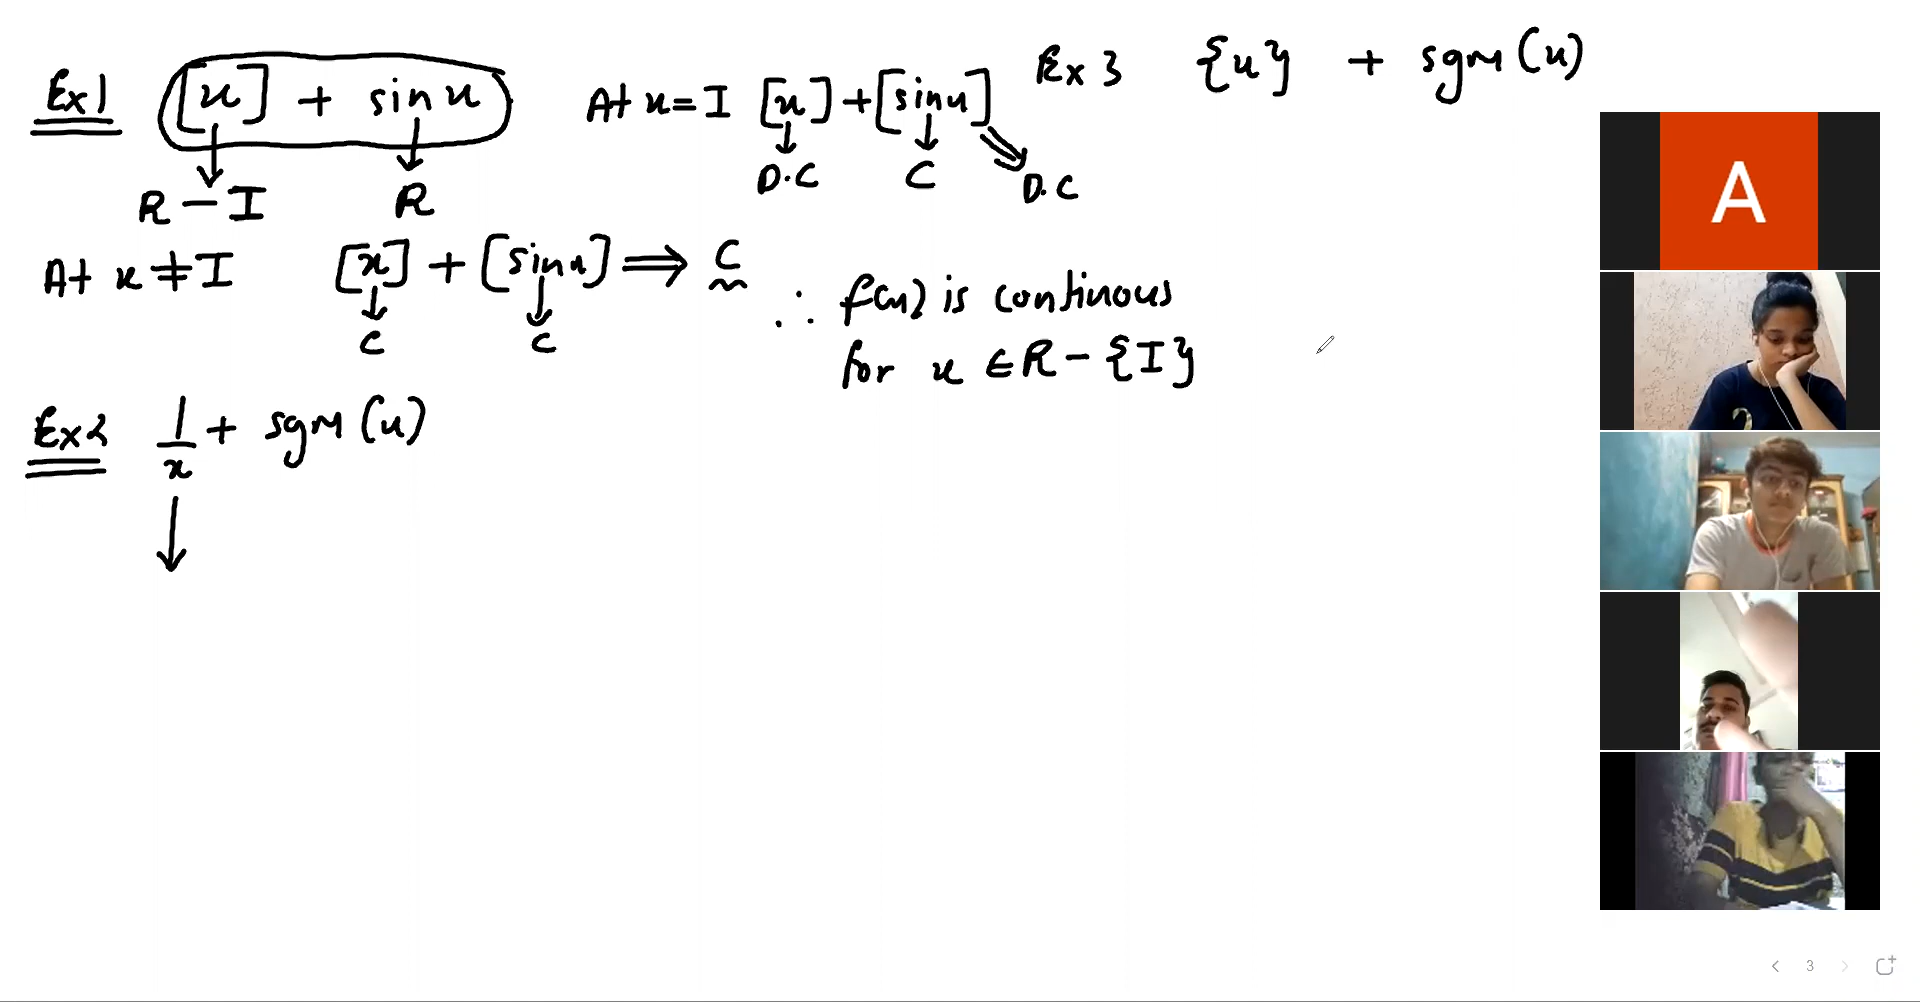 Ex1 [x] + sin x
R - I R
At x = I [x] + [sin x]
D.C C D.C
At x ≠ I [x] + [sin x] ⟹ C
C C
∴ f(x) is continous
for x ∈ R - {I}
Ex2 1/x + sgn (x)
Ex 3 {x} + sgn (x)
A
3